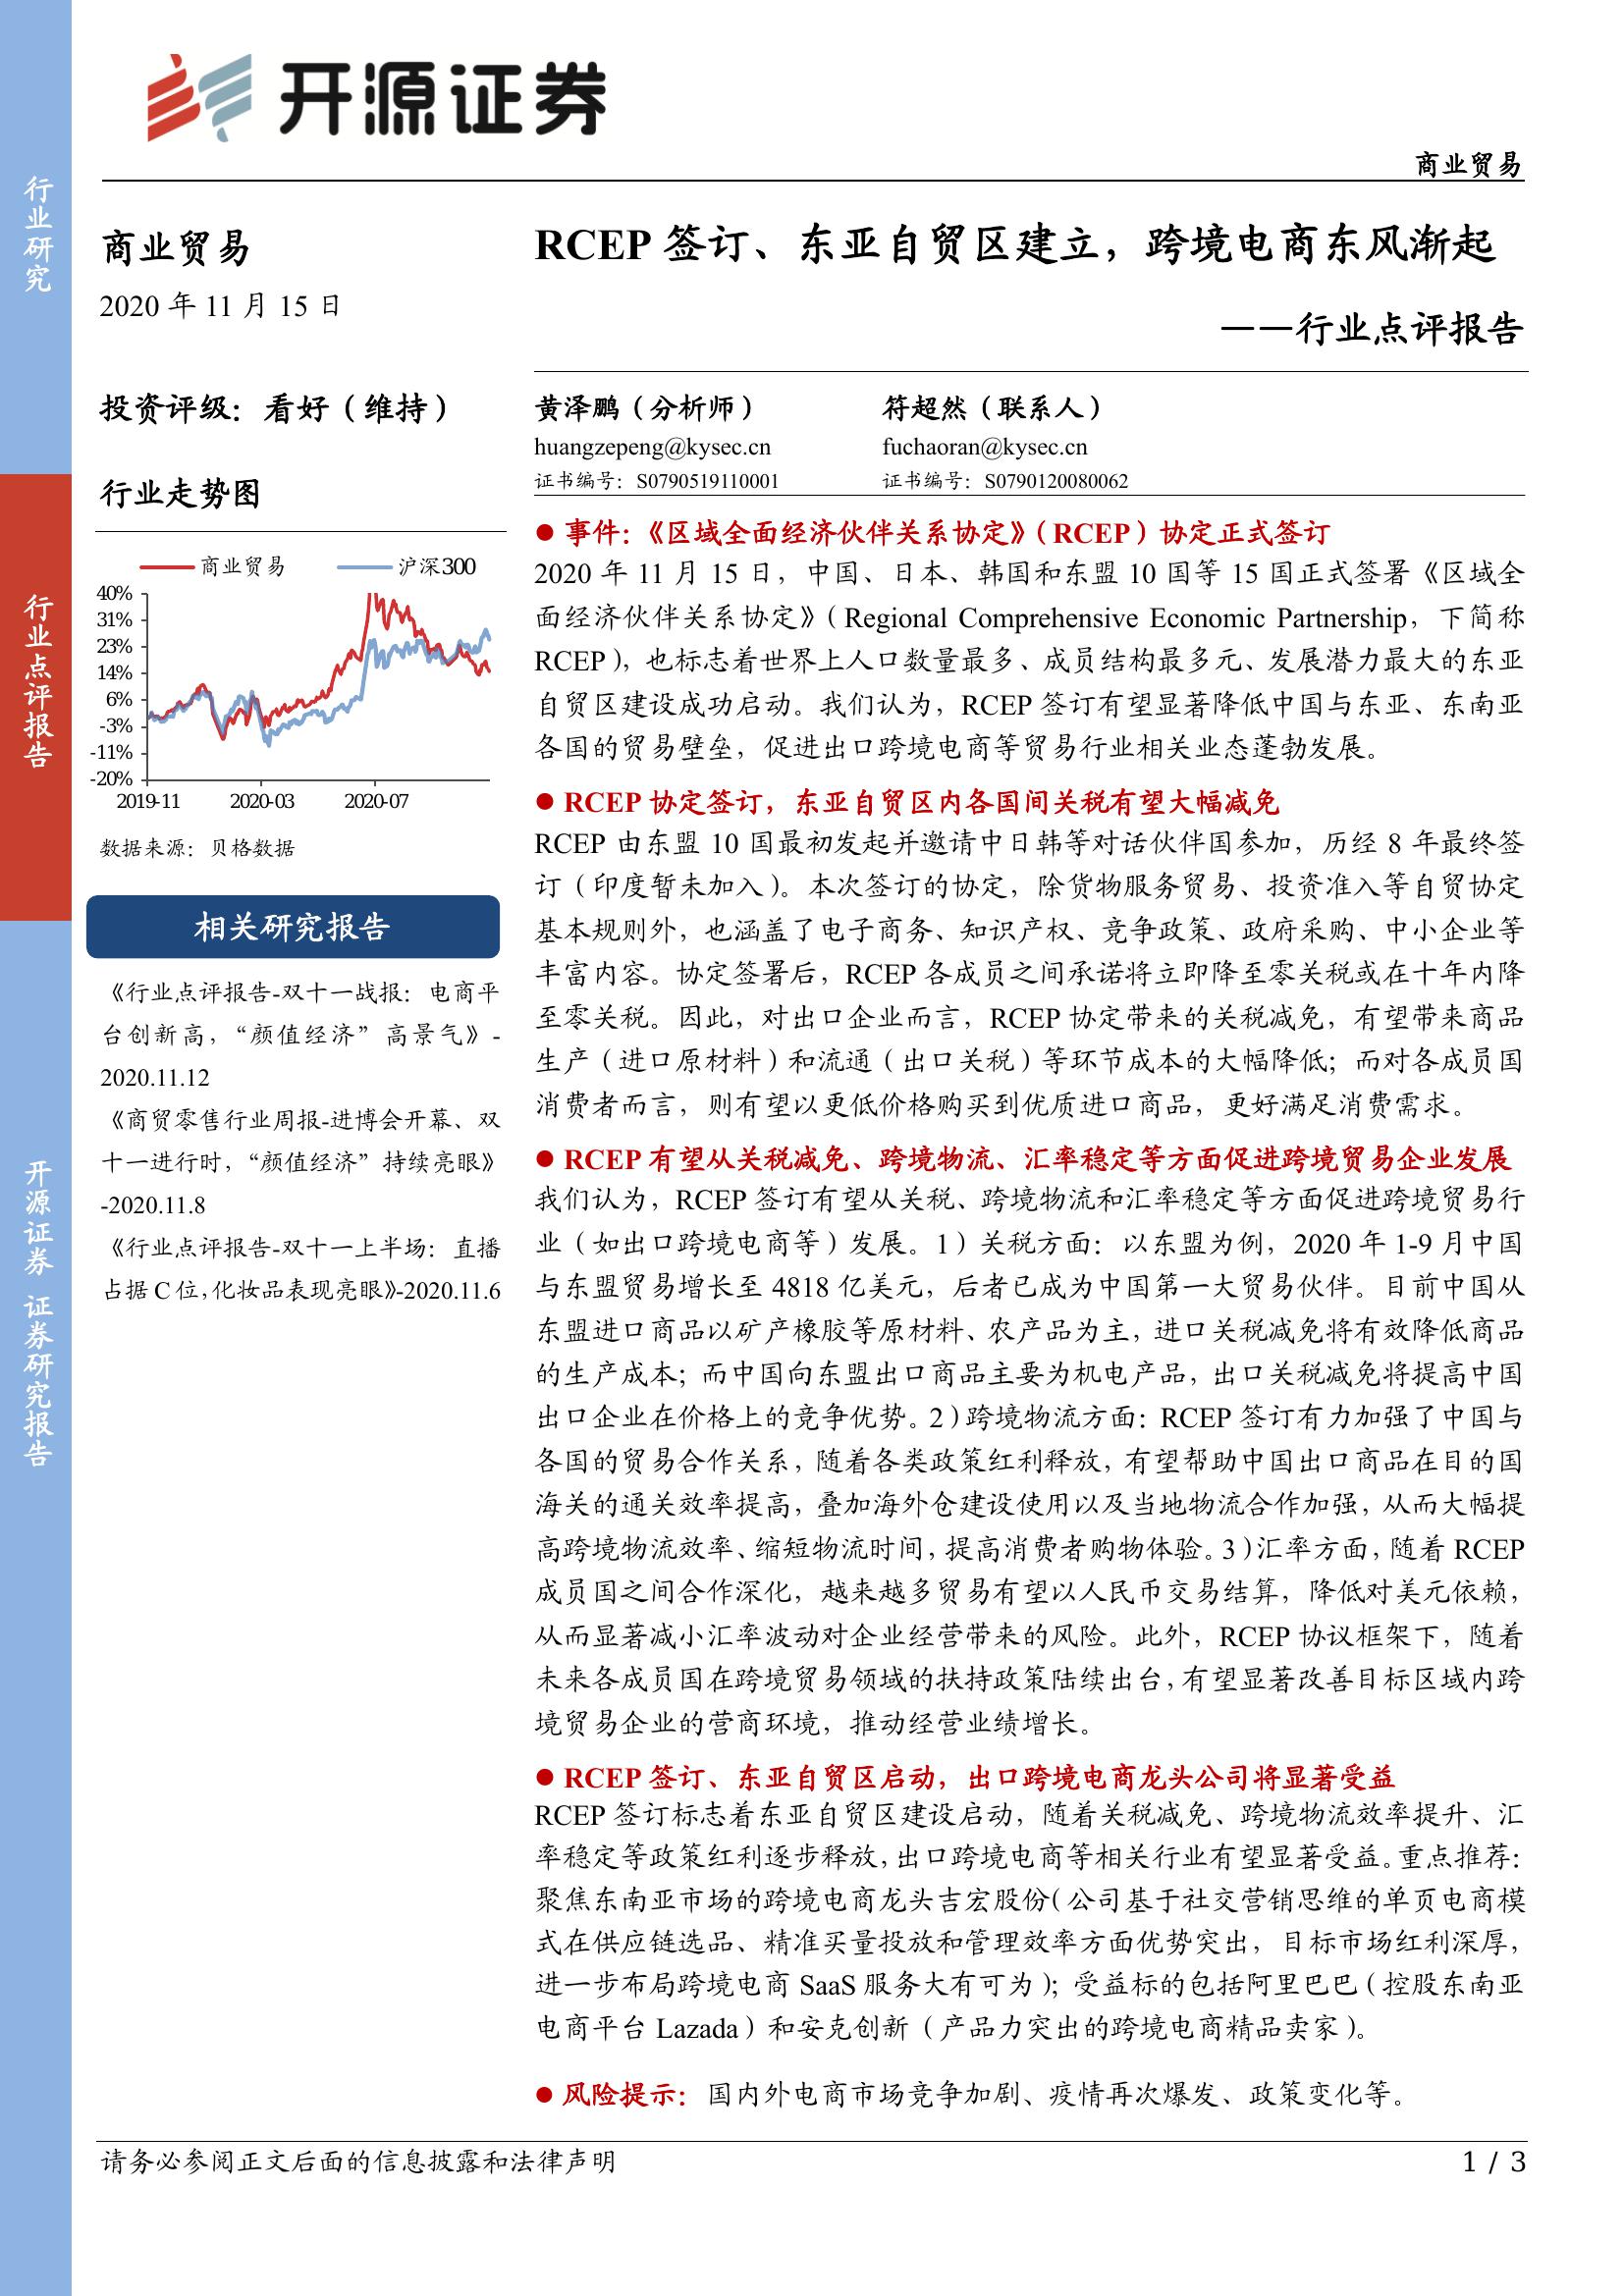 开源证券
商业贸易
行业研究
行业点评报告
开源证券 证券研究报告
商业贸易
2020 年 11 月 15 日
投资评级：看好（维持）
行业走势图
商业贸易 沪深300
40%
31%
23%
14%
6%
-3%
-11%
-20%
2019-11 2020-03 2020-07
数据来源：贝格数据
相关研究报告
《行业点评报告-双十一战报：电商平
台创新高，“颜值经济”高景气》-
2020.11.12
《商贸零售行业周报-进博会开幕、双
十一进行时，“颜值经济”持续亮眼》
-2020.11.8
《行业点评报告-双十一上半场：直播
占据 C 位，化妆品表现亮眼》-2020.11.6
RCEP 签订、东亚自贸区建立，跨境电商东风渐起
——行业点评报告
黄泽鹏（分析师） 符超然（联系人）
huangzepeng@kysec.cn fuchaoran@kysec.cn
证书编号：S0790519110001 证书编号：S0790120080062
● 事件：《区域全面经济伙伴关系协定》（RCEP）协定正式签订
2020 年 11 月 15 日，中国、日本、韩国和东盟 10 国等 15 国正式签署《区域全
面经济伙伴关系协定》（Regional Comprehensive Economic Partnership，下简称
RCEP），也标志着世界上人口数量最多、成员结构最多元、发展潜力最大的东亚
自贸区建设成功启动。我们认为，RCEP 签订有望显著降低中国与东亚、东南亚
各国的贸易壁垒，促进出口跨境电商等贸易行业相关业态蓬勃发展。
● RCEP 协定签订，东亚自贸区内各国间关税有望大幅减免
RCEP 由东盟 10 国最初发起并邀请中日韩等对话伙伴国参加，历经 8 年最终签
订（印度暂未加入）。本次签订的协定，除货物服务贸易、投资准入等自贸协定
基本规则外，也涵盖了电子商务、知识产权、竞争政策、政府采购、中小企业等
丰富内容。协定签署后，RCEP 各成员之间承诺将立即降至零关税或在十年内降
至零关税。因此，对出口企业而言，RCEP 协定带来的关税减免，有望带来商品
生产（进口原材料）和流通（出口关税）等环节成本的大幅降低；而对各成员国
消费者而言，则有望以更低价格购买到优质进口商品，更好满足消费需求。
● RCEP 有望从关税减免、跨境物流、汇率稳定等方面促进跨境贸易企业发展
我们认为，RCEP 签订有望从关税、跨境物流和汇率稳定等方面促进跨境贸易行
业（如出口跨境电商等）发展。1）关税方面：以东盟为例，2020 年 1-9 月中国
与东盟贸易增长至 4818 亿美元，后者已成为中国第一大贸易伙伴。目前中国从
东盟进口商品以矿产橡胶等原材料、农产品为主，进口关税减免将有效降低商品
的生产成本；而中国向东盟出口商品主要为机电产品，出口关税减免将提高中国
出口企业在价格上的竞争优势。2）跨境物流方面：RCEP 签订有力加强了中国与
各国的贸易合作关系，随着各类政策红利释放，有望帮助中国出口商品在目的国
海关的通关效率提高，叠加海外仓建设使用以及当地物流合作加强，从而大幅提
高跨境物流效率、缩短物流时间，提高消费者购物体验。3）汇率方面，随着 RCEP
成员国之间合作深化，越来越多贸易有望以人民币交易结算，降低对美元依赖，
从而显著减小汇率波动对企业经营带来的风险。此外，RCEP 协议框架下，随着
未来各成员国在跨境贸易领域的扶持政策陆续出台，有望显著改善目标区域内跨
境贸易企业的营商环境，推动经营业绩增长。
● RCEP 签订、东亚自贸区启动，出口跨境电商龙头公司将显著受益
RCEP 签订标志着东亚自贸区建设启动，随着关税减免、跨境物流效率提升、汇
率稳定等政策红利逐步释放，出口跨境电商等相关行业有望显著受益。重点推荐：
聚焦东南亚市场的跨境电商龙头吉宏股份（公司基于社交营销思维的单页电商模
式在供应链选品、精准买量投放和管理效率方面优势突出，目标市场红利深厚，
进一步布局跨境电商 SaaS 服务大有可为）；受益标的包括阿里巴巴（控股东南亚
电商平台 Lazada）和安克创新（产品力突出的跨境电商精品卖家）。
● 风险提示：国内外电商市场竞争加剧、疫情再次爆发、政策变化等。
请务必参阅正文后面的信息披露和法律声明 1 / 3